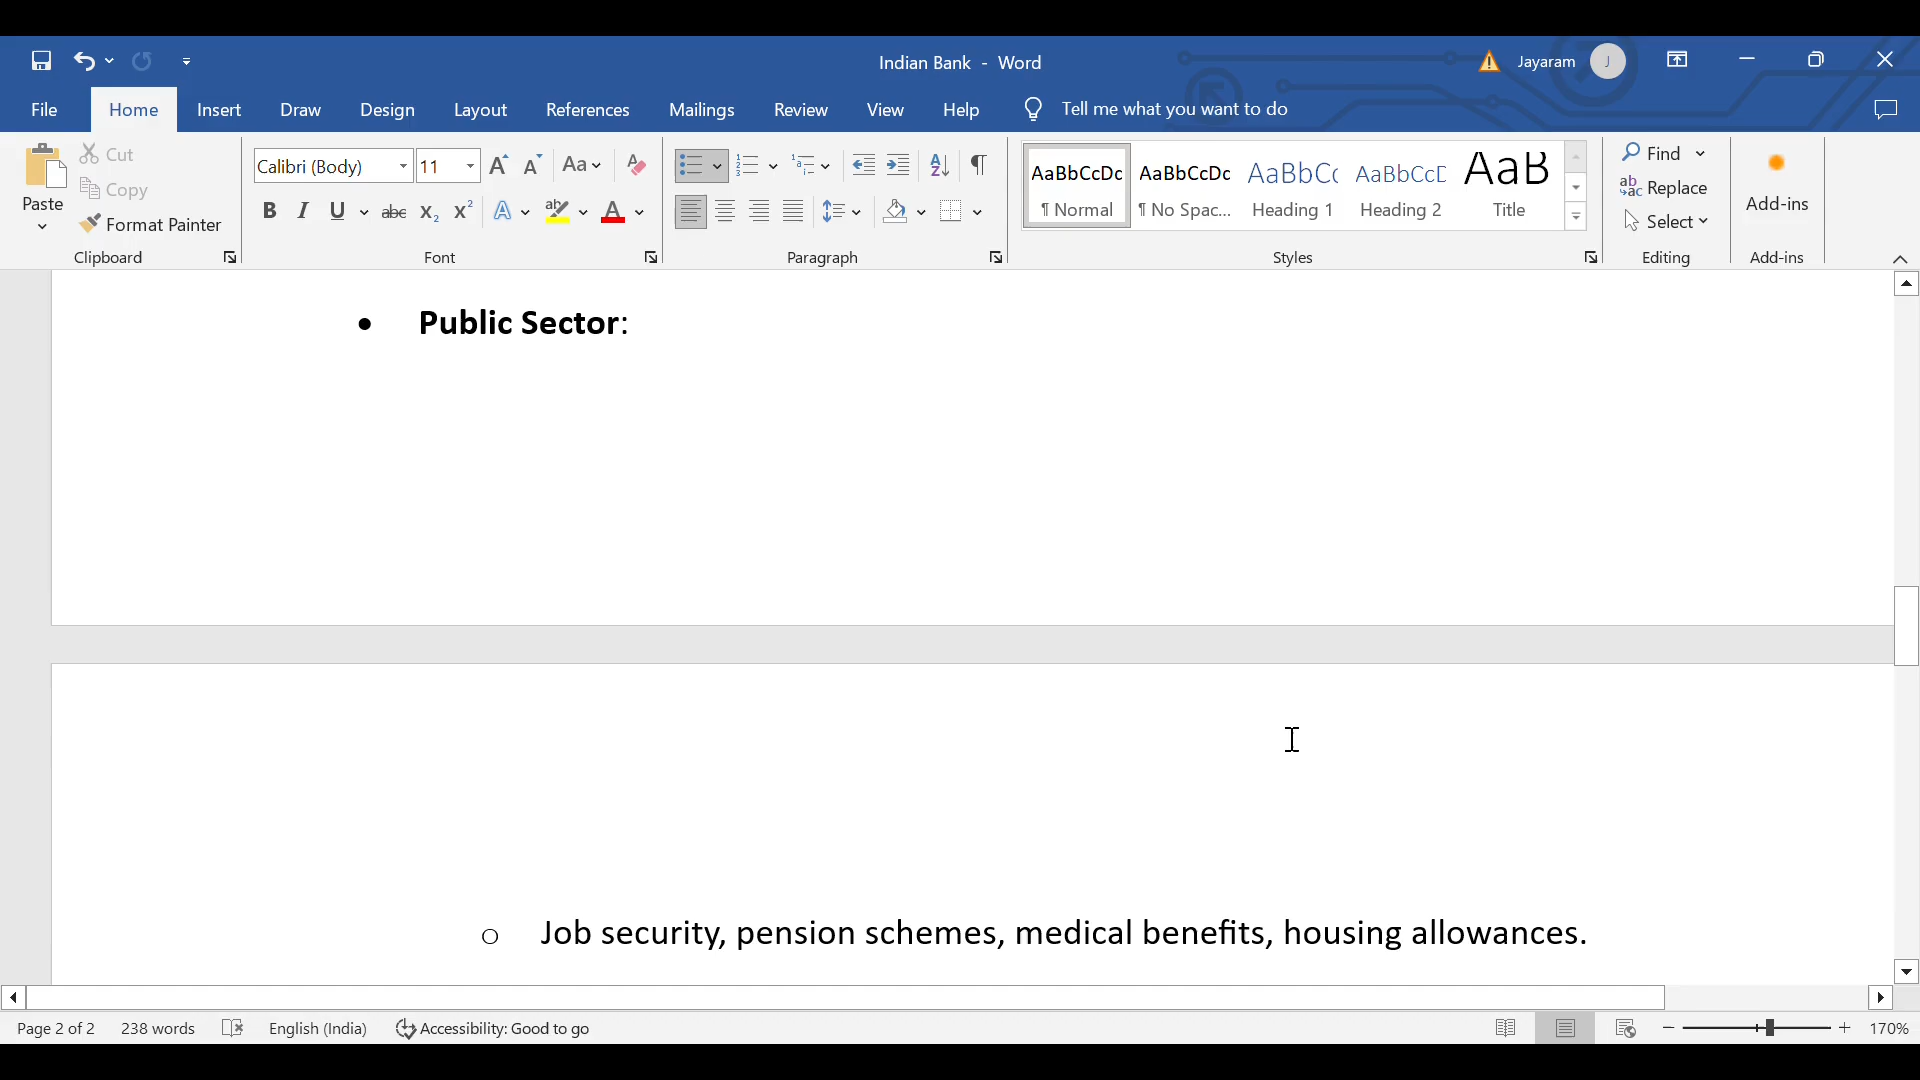 Indian Bank - Word
Jayaram
J
File Home Insert Draw Design Layout References Mailings Review View Help Tell me what you want to do
Paste
Cut
Copy
Format Painter
Clipboard
Calibri (Body) 11
Font
Paragraph
AaBbCcDc AaBbCcDc AaBbCc AaBbCcD AaB
¶ Normal ¶ No Spac... Heading 1 Heading 2 Title
Styles
Find
Replace
Select
Editing
Add-ins
Add-ins
• Public Sector:
o Job security, pension schemes, medical benefits, housing allowances.
Page 2 of 2 238 words English (India) Accessibility: Good to go 170%